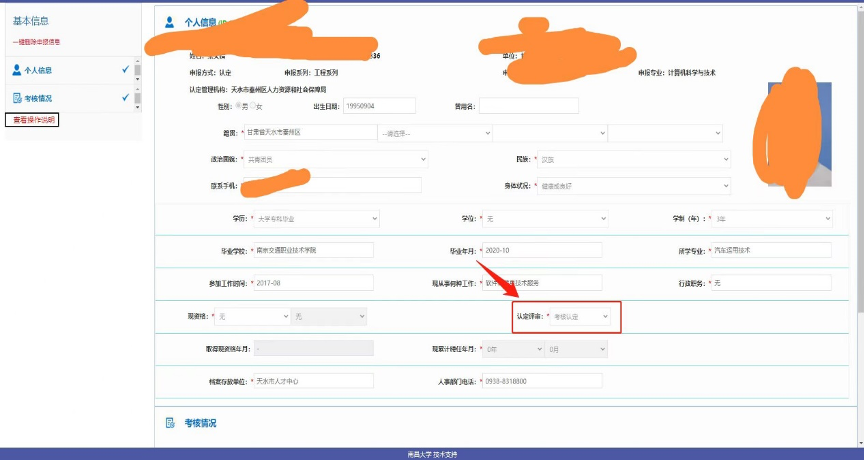 基本信息
一键删除申报信息
个人信息
考核情况
查看操作说明
个人信息
单位：
申报方式：认定 申报系列：工程系列 申报专业：计算机科学与技术
认定管理机构：天水市秦州区人力资源和社会保障局
性别： 男 女 出生日期： 19950904 曾用名：
籍贯：* 甘肃省天水市秦州区 --请选择--
政治面貌：* 共青团员 民族：* 汉族
联系手机： 身体状况：* 健康或良好
学历：* 大学专科毕业 学位：* 无 学制（年）：* 3年
毕业学校：* 南京交通职业技术学院 毕业年月：* 2020-10 所学专业：* 汽车运用技术
参加工作时间：* 2017-08 现从事何种工作：* 技术服务 行政职务：* 无
现资格：* 无 无 认定评审：* 考核认定
取得现资格年月： - 现累计聘任年月：* 0年 0月
档案存放单位：* 天水市人才中心 人事部门电话：* 0938-8318800
考核情况
南昌大学 技术支持